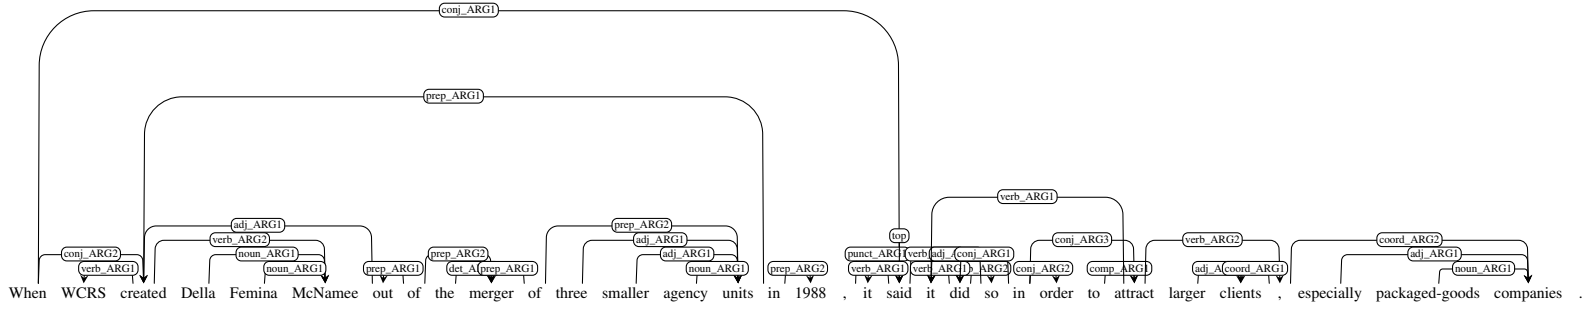 conj_ARG1
prep_ARG1
verb_ARG1
adj_ARG1 prep_ARG2
top
verb_ARG2 adj_ARG1 conj_ARG3 verb_ARG2 coord_ARG2
conj_ARG2 noun_ARG1 prep_ARG2 adj_ARG1 conj_ARG1 adj_ARG1
verb_ARG1 noun_ARG1 prep_ARG1 prep_ARG1 noun_ARG1 prep_ARG2 verb_ARG1 conj_ARG2 comp_ARG1 coord_ARG1 noun_ARG1
When WCRS created Della Femina McNamee out of the merger of three smaller agency units in 1988 , it said it did so in order to attract larger clients , especially packaged-goods companies .